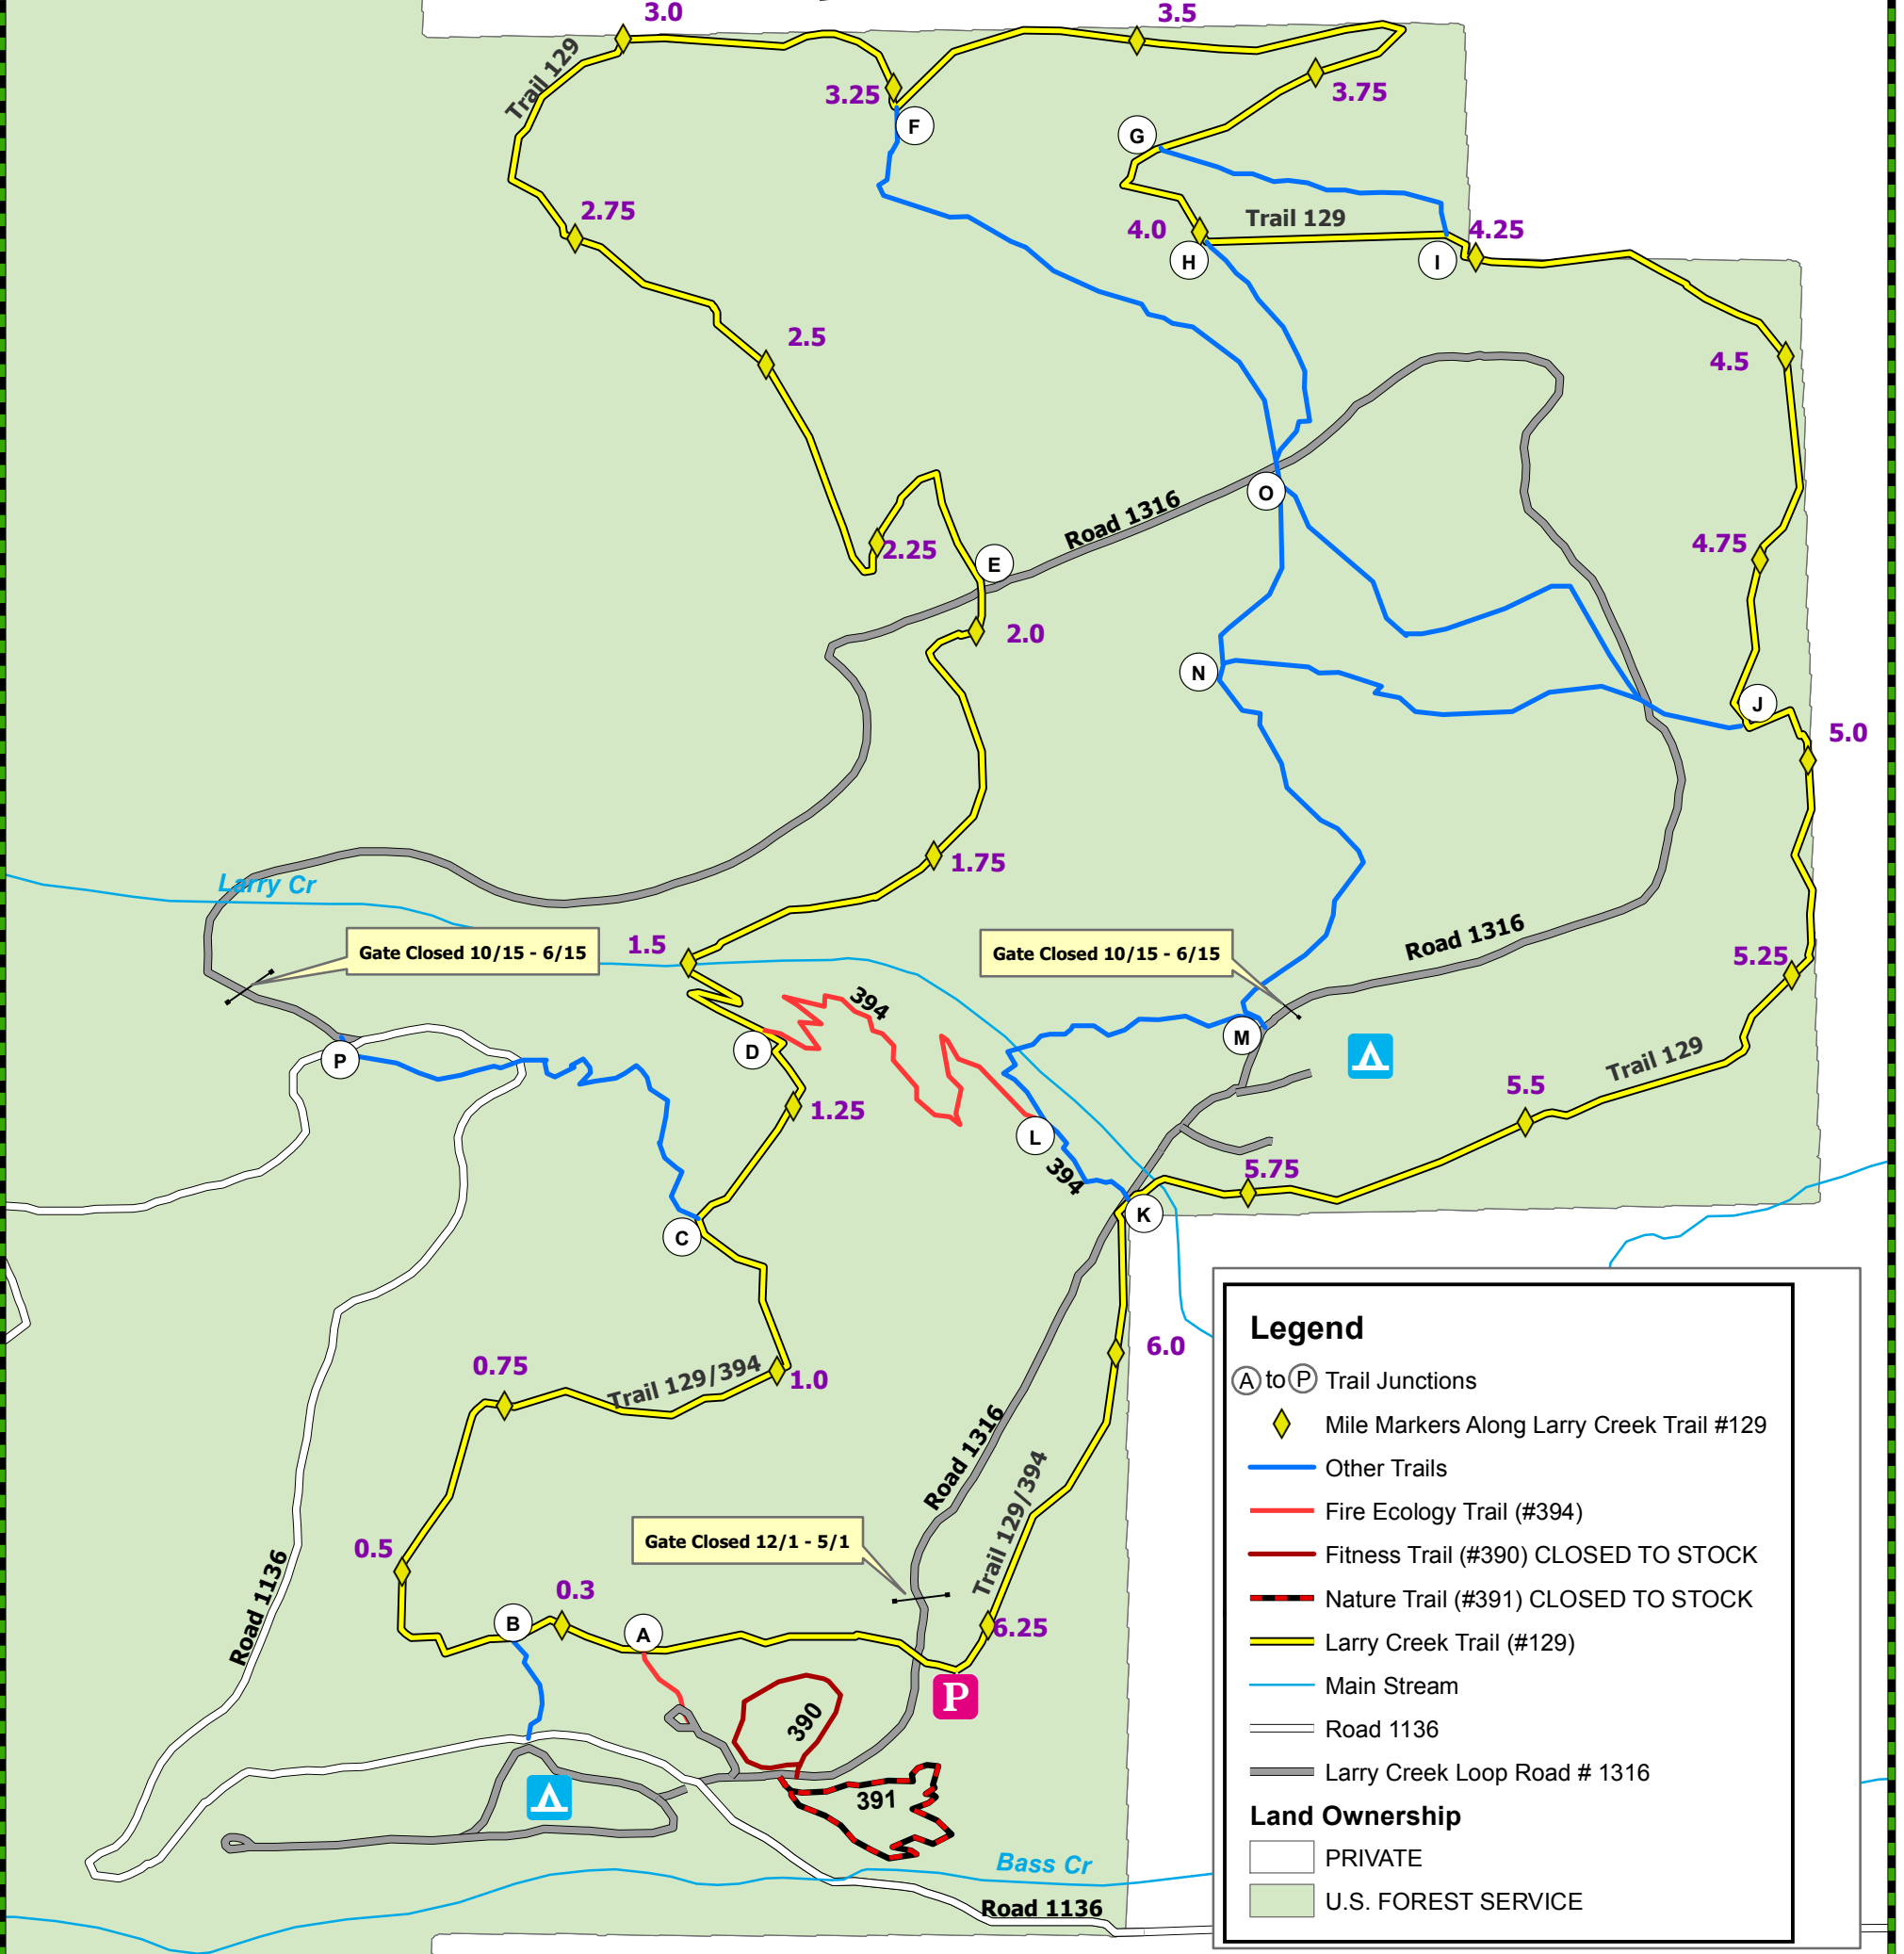 3.0
3.5
Trail 129
3.25
F
3.75
G
2.75
Trail 129
4.0
4.25
H
I
2.5
4.5
O
Road 1316
2.25
E
4.75
2.0
N
J
5.0
1.75
Larry Cr
Gate Closed 10/15 - 6/15
1.5
Gate Closed 10/15 - 6/15
Road 1316
5.25
394
D
M
P
Trail 129
5.5
1.25
L
394
5.75
K
C
6.0
0.75
Trail 129/394
1.0
Road 1316
Trail 129/394
0.5
Gate Closed 12/1 - 5/1
Road 1136
0.3
B
A
6.25
P
390
391
Bass Cr
Road 1136
Legend
A to P Trail Junctions
Mile Markers Along Larry Creek Trail #129
Other Trails
Fire Ecology Trail (#394)
Fitness Trail (#390) CLOSED TO STOCK
Nature Trail (#391) CLOSED TO STOCK
Larry Creek Trail (#129)
Main Stream
Road 1136
Larry Creek Loop Road # 1316
Land Ownership
PRIVATE
U.S. FOREST SERVICE